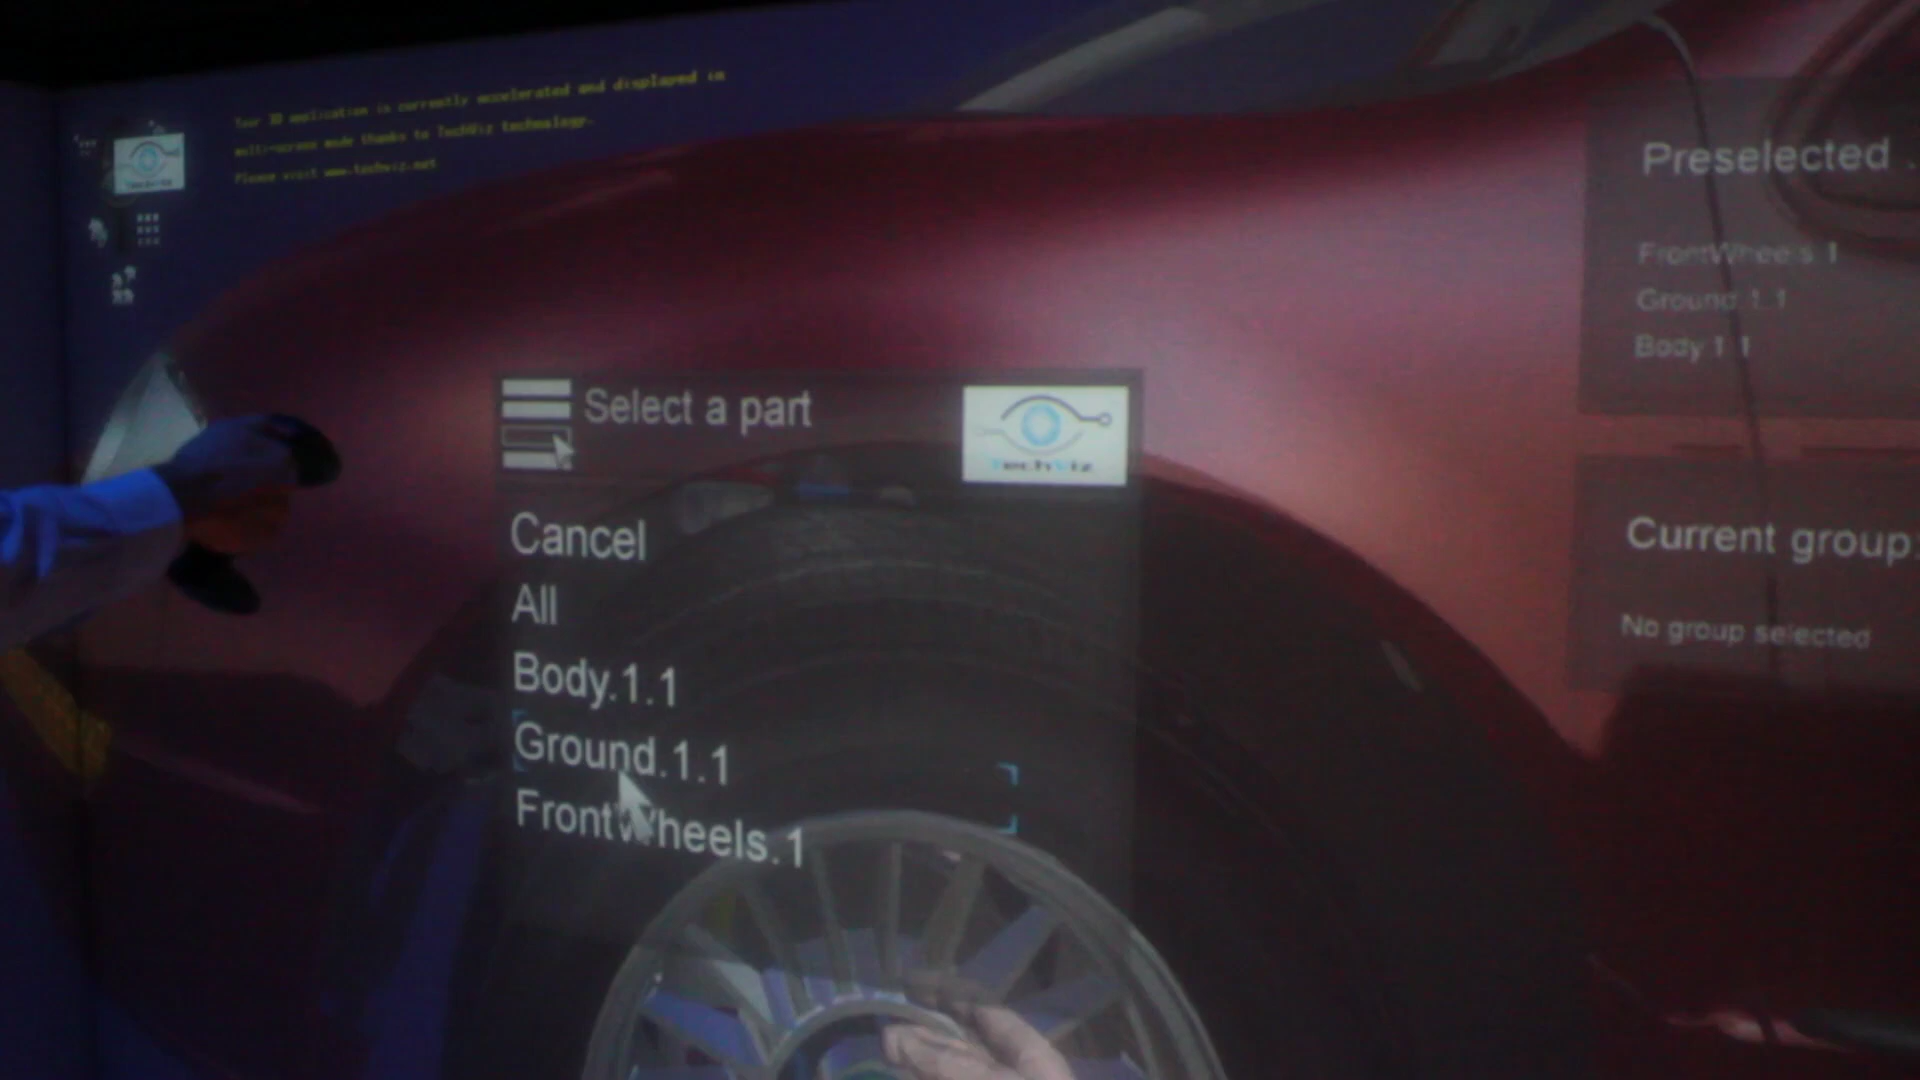 Your 3D application is currently accelerated and displayed in
multi-screen mode thanks to TechViz technology.
Please visit www.techviz.net
Select a part
TechViz
Cancel
All
Body.1.1
Ground.1.1
FrontWheels.1
Preselected
FrontWheels.1
Ground.1.1
Body.1.1
Current group:
No group selected